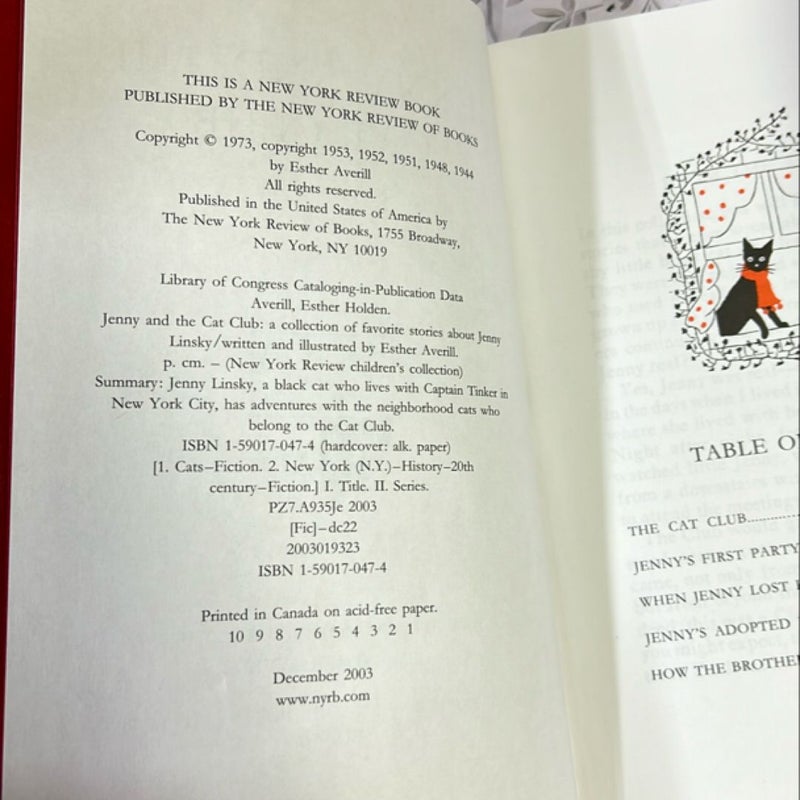 THIS IS A NEW YORK REVIEW BOOK
PUBLISHED BY THE NEW YORK REVIEW OF BOOKS
Copyright © 1973, copyright 1953, 1952, 1951, 1948, 1944
by Esther Averill
All rights reserved.
Published in the United States of America by
The New York Review of Books, 1755 Broadway,
New York, NY 10019
Library of Congress Cataloging-in-Publication Data
Averill, Esther Holden.
Jenny and the Cat Club: a collection of favorite stories about Jenny
Linsky/written and illustrated by Esther Averill.
p. cm. – (New York Review children's collection)
Summary: Jenny Linsky, a black cat who lives with Captain Tinker in
New York City, has adventures with the neighborhood cats who
belong to the Cat Club.
ISBN 1-59017-047-4 (hardcover: alk. paper)
[1. Cats–Fiction. 2. New York (N.Y.)–History–20th
century–Fiction.] I. Title. II. Series.
PZ7.A935Je 2003
[Fic]–dc22
2003019323
ISBN 1-59017-047-4
Printed in Canada on acid-free paper.
10 9 8 7 6 5 4 3 2 1
December 2003
www.nyrb.com
TABLE
THE CAT CLUB..........
JENNY'S FIRST PARTY
WHEN JENNY LOST
JENNY'S ADOPTED
HOW THE